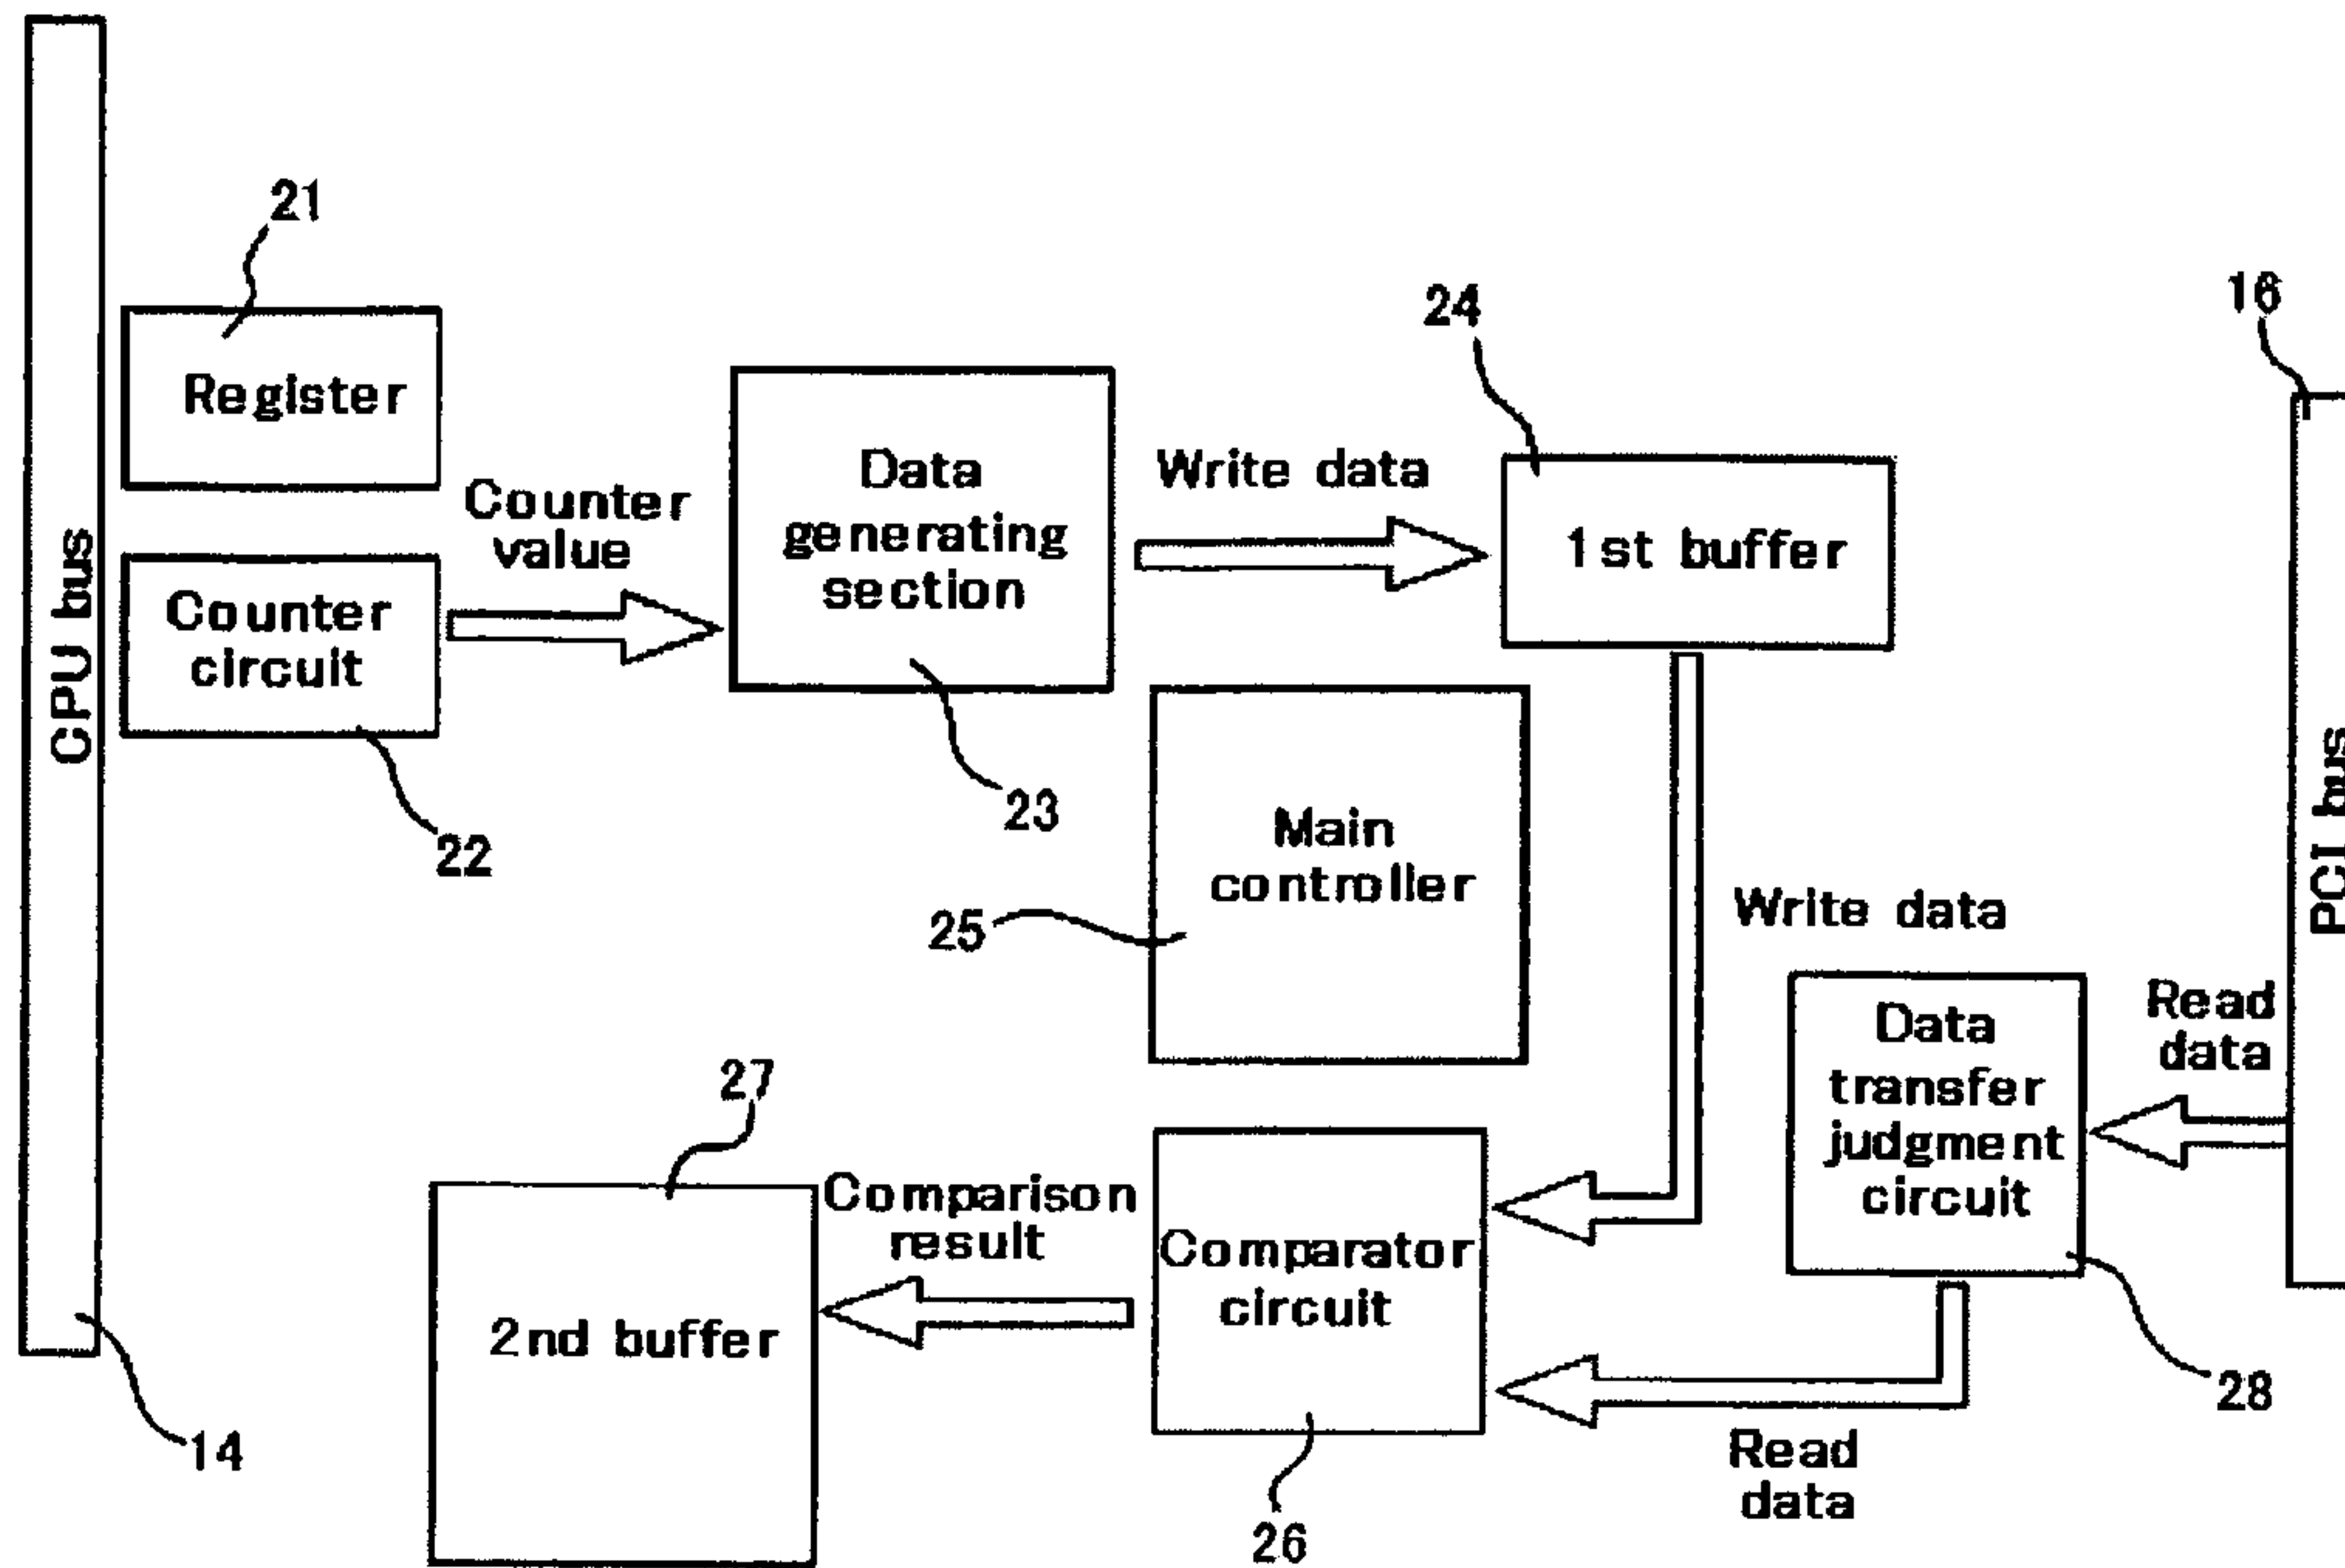 21
Register
CPU bus
Counter
circuit
22
Counter
value
Data
generating
section
23
Write data
24
1st buffer
16
PCI bus
Main
controller
25
Write data
Data
transfer
judgment
circuit
28
Read
data
Read
data
Comparator
circuit
26
Comparison
result
27
2nd buffer
14